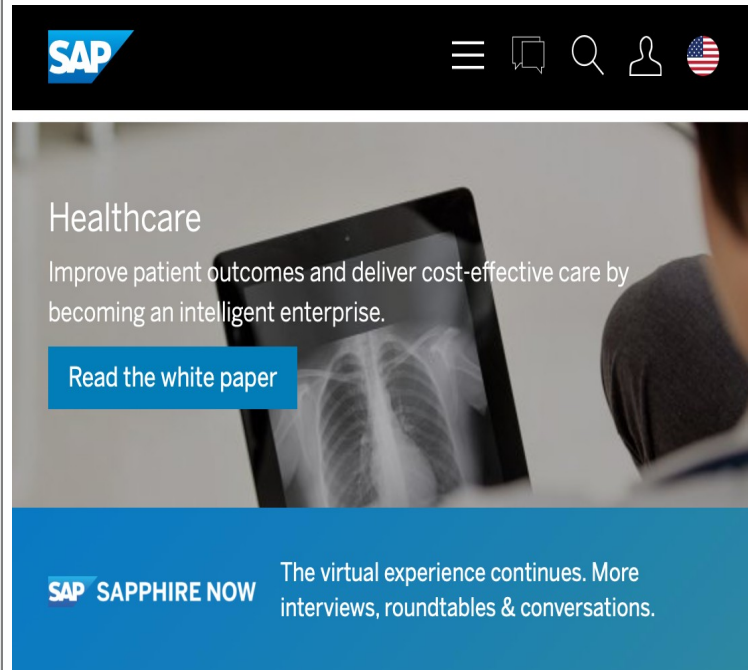 SAP
Healthcare
Improve patient outcomes and deliver cost-effective care by
becoming an intelligent enterprise.
Read the white paper
SAP SAPPHIRE NOW
The virtual experience continues. More
interviews, roundtables & conversations.